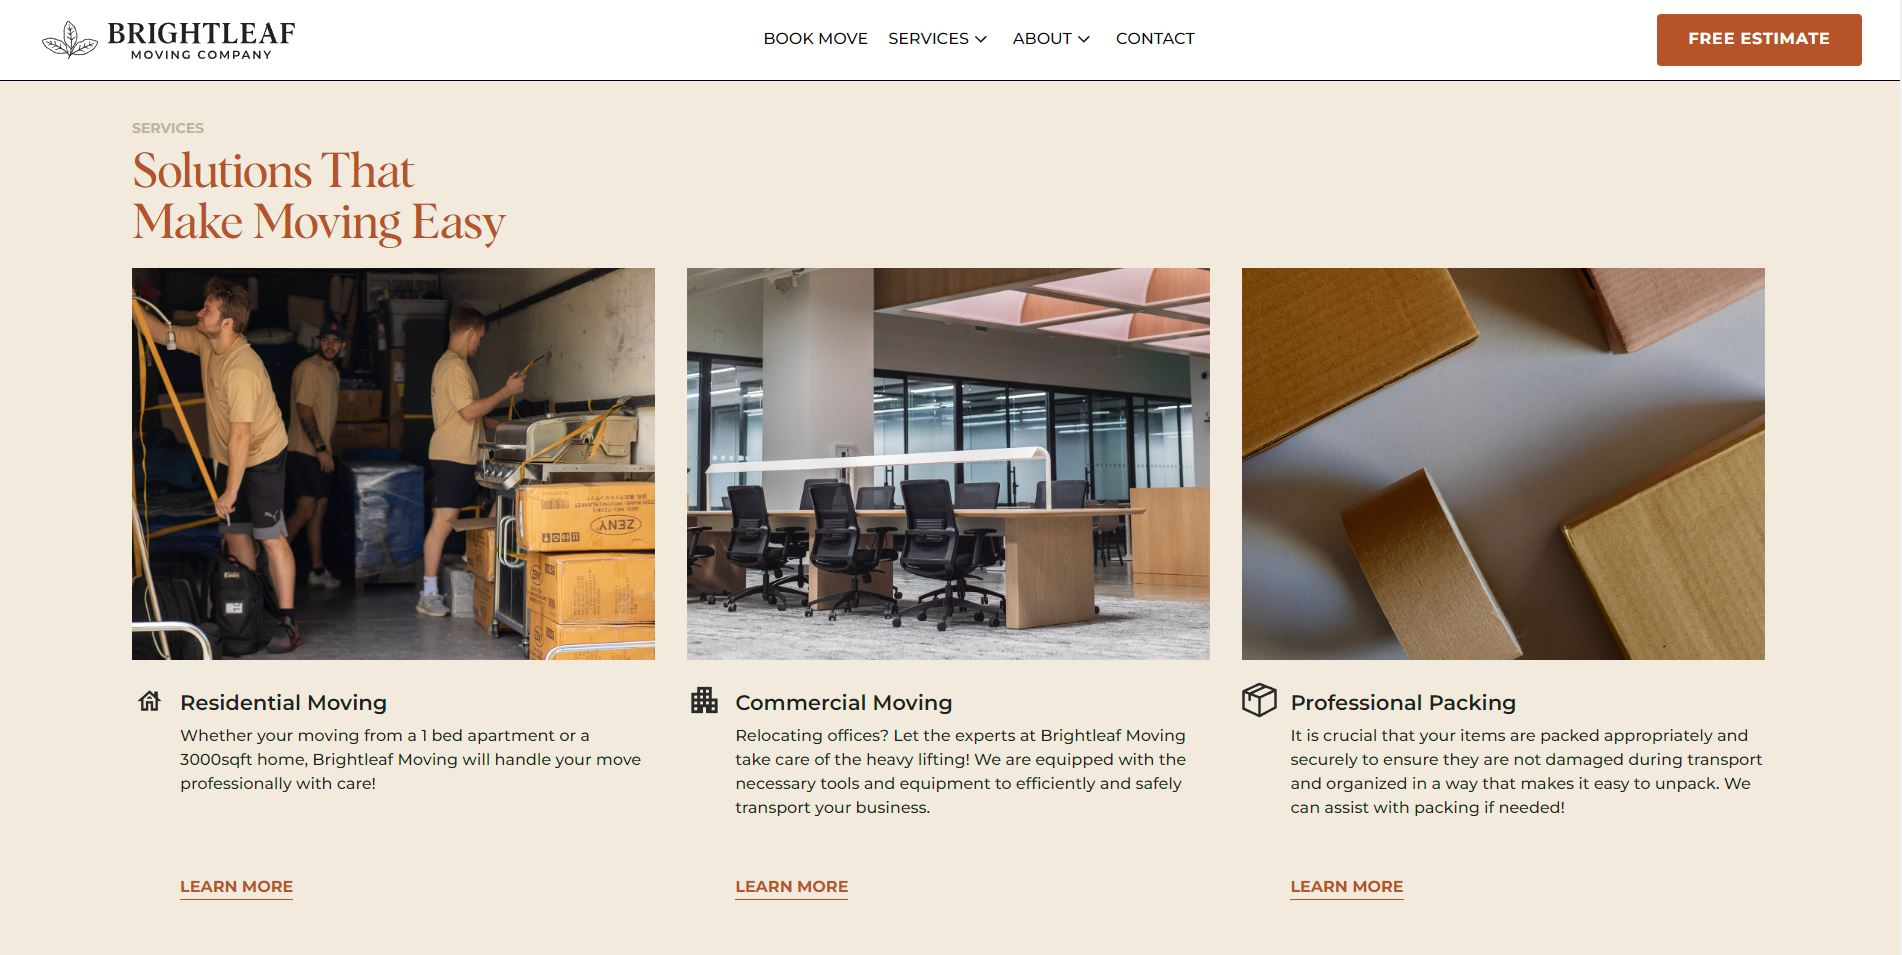 BRIGHTLEAF
MOVING COMPANY
BOOK MOVE
SERVICES
ABOUT
CONTACT
FREE ESTIMATE
SERVICES
Solutions That
Make Moving Easy
ZENY
ZENY
Residential Moving
Whether your moving from a 1 bed apartment or a
3000sqft home, Brightleaf Moving will handle your move
professionally with care!
LEARN MORE
Commercial Moving
Relocating offices? Let the experts at Brightleaf Moving
take care of the heavy lifting! We are equipped with the
necessary tools and equipment to efficiently and safely
transport your business.
LEARN MORE
Professional Packing
It is crucial that your items are packed appropriately and
securely to ensure they are not damaged during transport
and organized in a way that makes it easy to unpack. We
can assist with packing if needed!
LEARN MORE